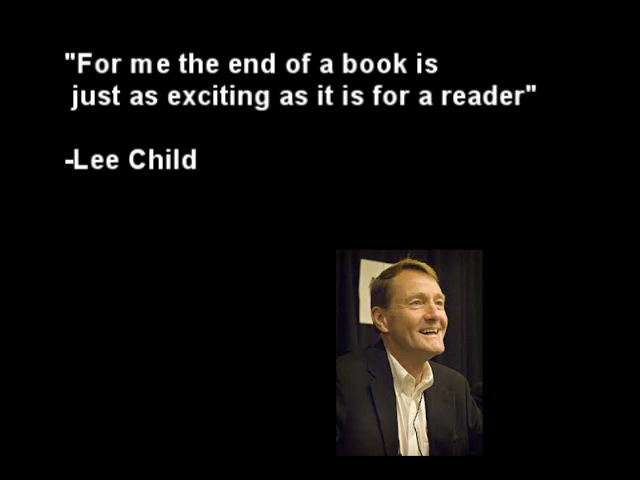 "For me the end of a book is
just as exciting as it is for a reader"
-Lee Child